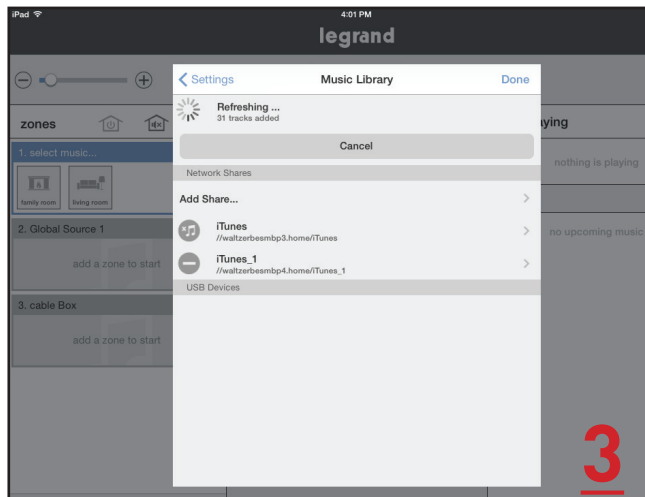 iPad 4:01 PM
legrand
Settings Music Library Done
Refreshing ...
31 tracks added
Cancel
Network Shares
Add Share...
iTunes
//waltzerbesmbp3.home/iTunes
iTunes_1
//waltzerbesmbp4.home/iTunes_1
USB Devices
zones
1. select music...
family room living room
2. Global Source 1
add a zone to start
3. cable Box
add a zone to start
ying
nothing is playing
no upcoming music
3